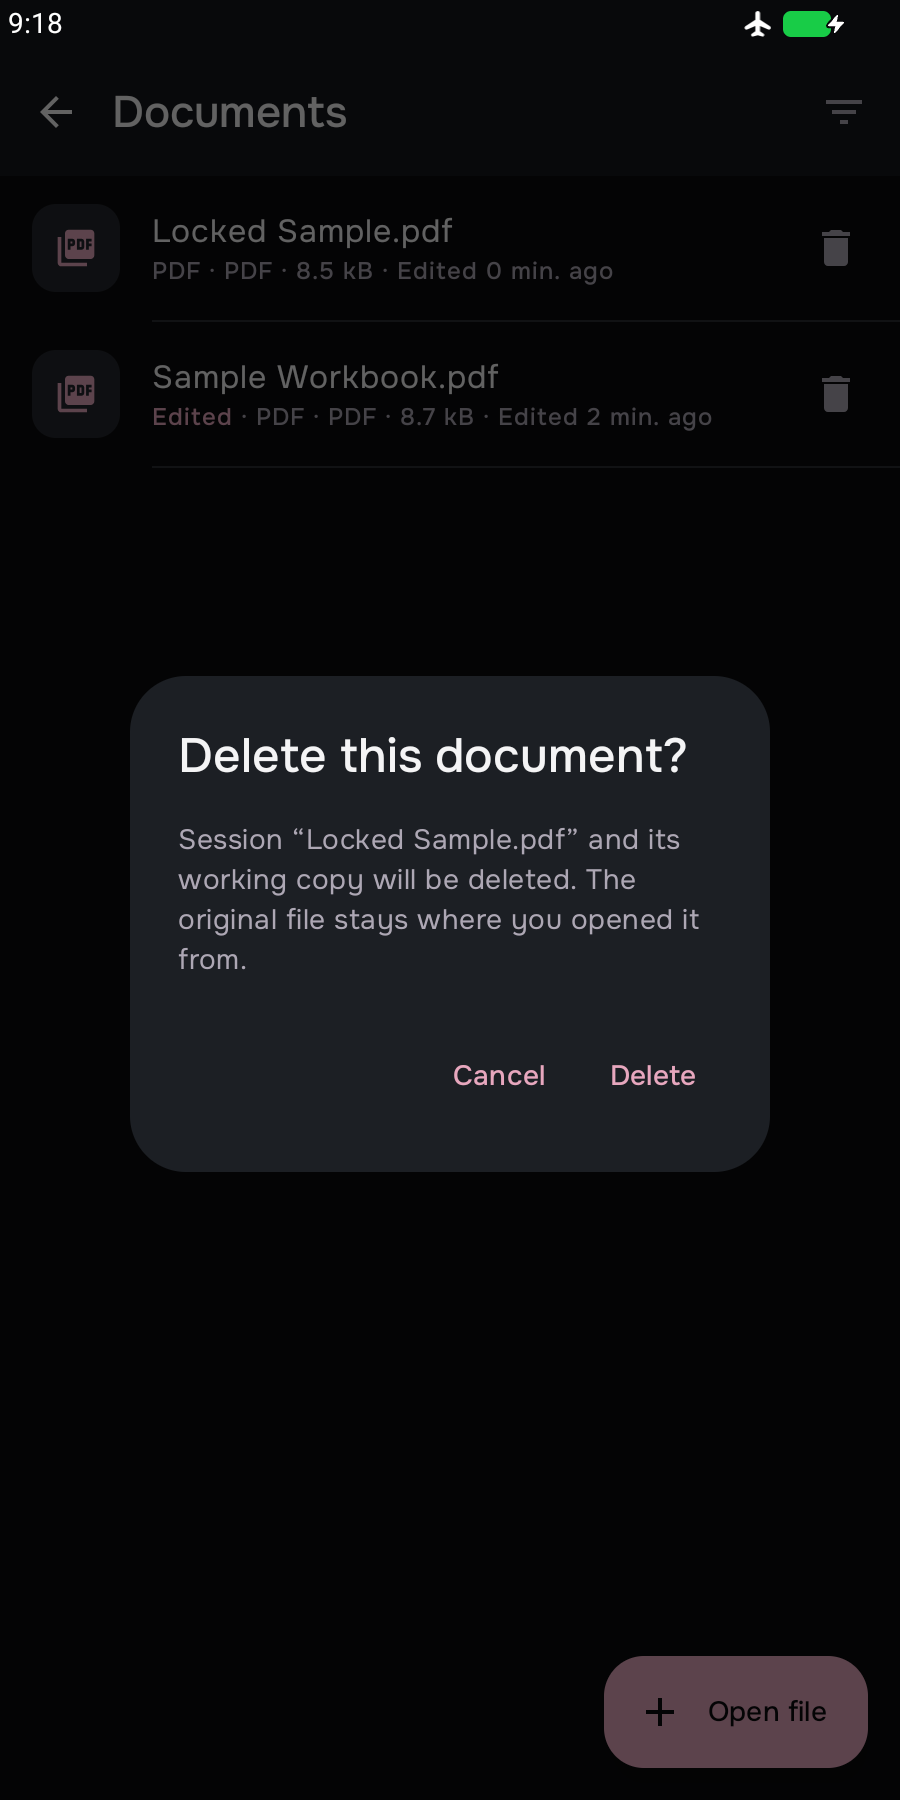 9:18
Documents
PDF
Locked Sample.pdf
PDF · PDF · 8.5 kB · Edited 0 min. ago
PDF
Sample Workbook.pdf
Edited · PDF · PDF · 8.7 kB · Edited 2 min. ago
Delete this document?
Session “Locked Sample.pdf” and its
working copy will be deleted. The
original file stays where you opened it
from.
Cancel Delete
Open file